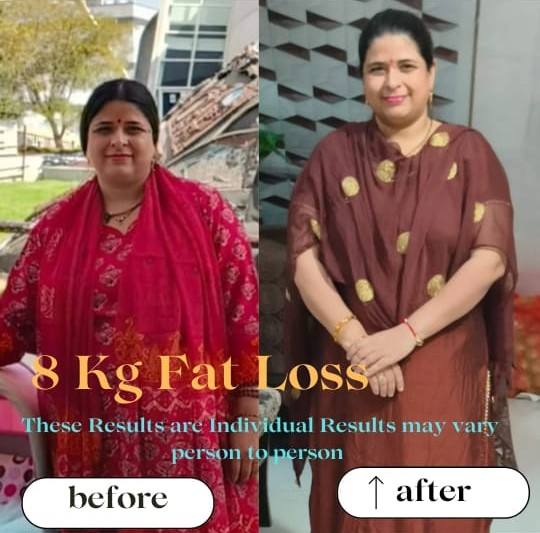 8 Kg Fat Loss
These Results are Individual Results may vary
person to person
before
↑ after